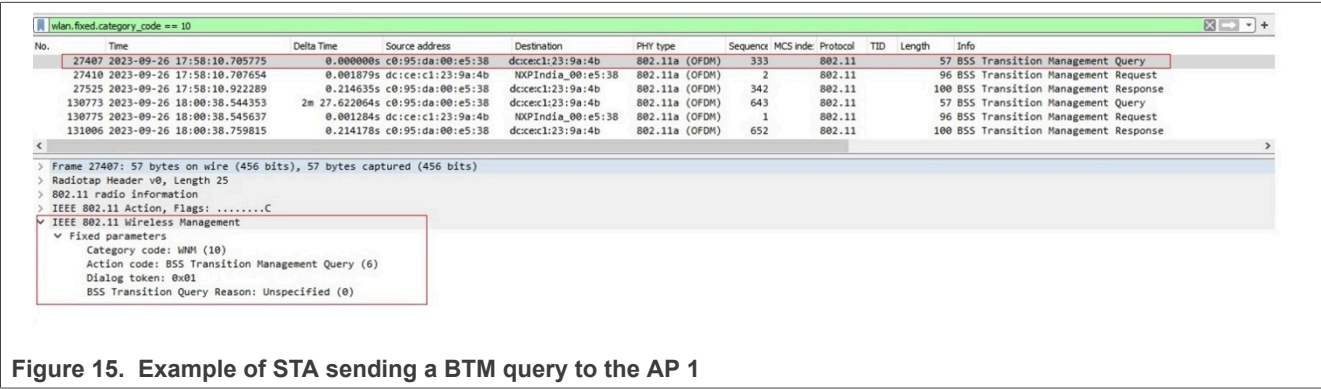 wlan.fixed.category_code == 10
No. Time Delta Time Source address Destination PHY type Sequence MCS inde: Protocol TID Length Info
27407 2023-09-26 17:58:10.705775 0.000000s c0:95:da:00:e5:38 dc:ce:c1:23:9a:4b 802.11a (OFDM) 333 802.11 57 BSS Transition Management Query
27410 2023-09-26 17:58:10.707654 0.001879s dc:ce:c1:23:9a:4b NXPIndia_00:e5:38 802.11a (OFDM) 2 802.11 96 BSS Transition Management Request
27525 2023-09-26 17:58:10.922289 0.214635s c0:95:da:00:e5:38 dc:ce:c1:23:9a:4b 802.11a (OFDM) 342 802.11 100 BSS Transition Management Response
130773 2023-09-26 18:00:38.544353 2m 27.622064s c0:95:da:00:e5:38 dc:ce:c1:23:9a:4b 802.11a (OFDM) 643 802.11 57 BSS Transition Management Query
130775 2023-09-26 18:00:38.545637 0.001284s dc:ce:c1:23:9a:4b NXPIndia_00:e5:38 802.11a (OFDM) 1 802.11 96 BSS Transition Management Request
131006 2023-09-26 18:00:38.759815 0.214178s c0:95:da:00:e5:38 dc:ce:c1:23:9a:4b 802.11a (OFDM) 652 802.11 100 BSS Transition Management Response
Frame 27407: 57 bytes on wire (456 bits), 57 bytes captured (456 bits)
Radiotap Header v0, Length 25
802.11 radio information
IEEE 802.11 Action, Flags: ........C
IEEE 802.11 Wireless Management
Fixed parameters
Category code: WNM (10)
Action code: BSS Transition Management Query (6)
Dialog token: 0x01
BSS Transition Query Reason: Unspecified (0)
Figure 15. Example of STA sending a BTM query to the AP 1